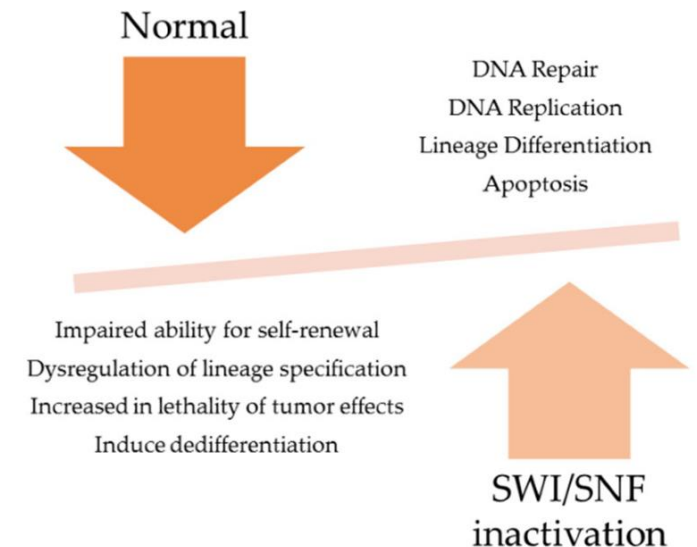 Normal
DNA Repair
DNA Replication
Lineage Differentiation
Apoptosis
Impaired ability for self-renewal
Dysregulation of lineage specification
Increased in lethality of tumor effects
Induce dedifferentiation
SWI/SNF
inactivation